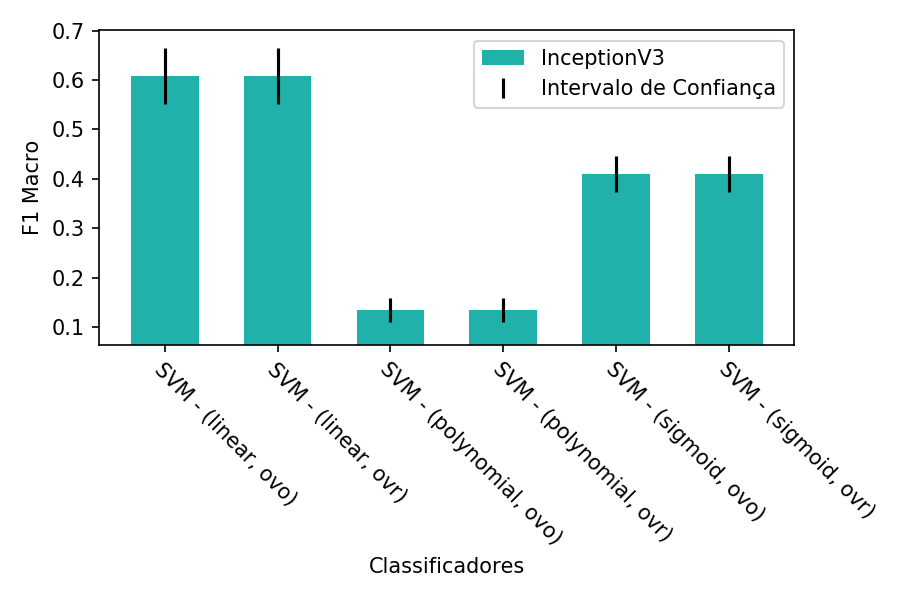 0.7
0.6
0.5
0.4
0.3
0.2
0.1
F1 Macro
InceptionV3
Intervalo de Confiança
SVM - (linear, ovo)
SVM - (linear, ovr)
SVM - (polynomial, ovo)
SVM - (polynomial, ovr)
SVM - (sigmoid, ovo)
SVM - (sigmoid, ovr)
Classificadores